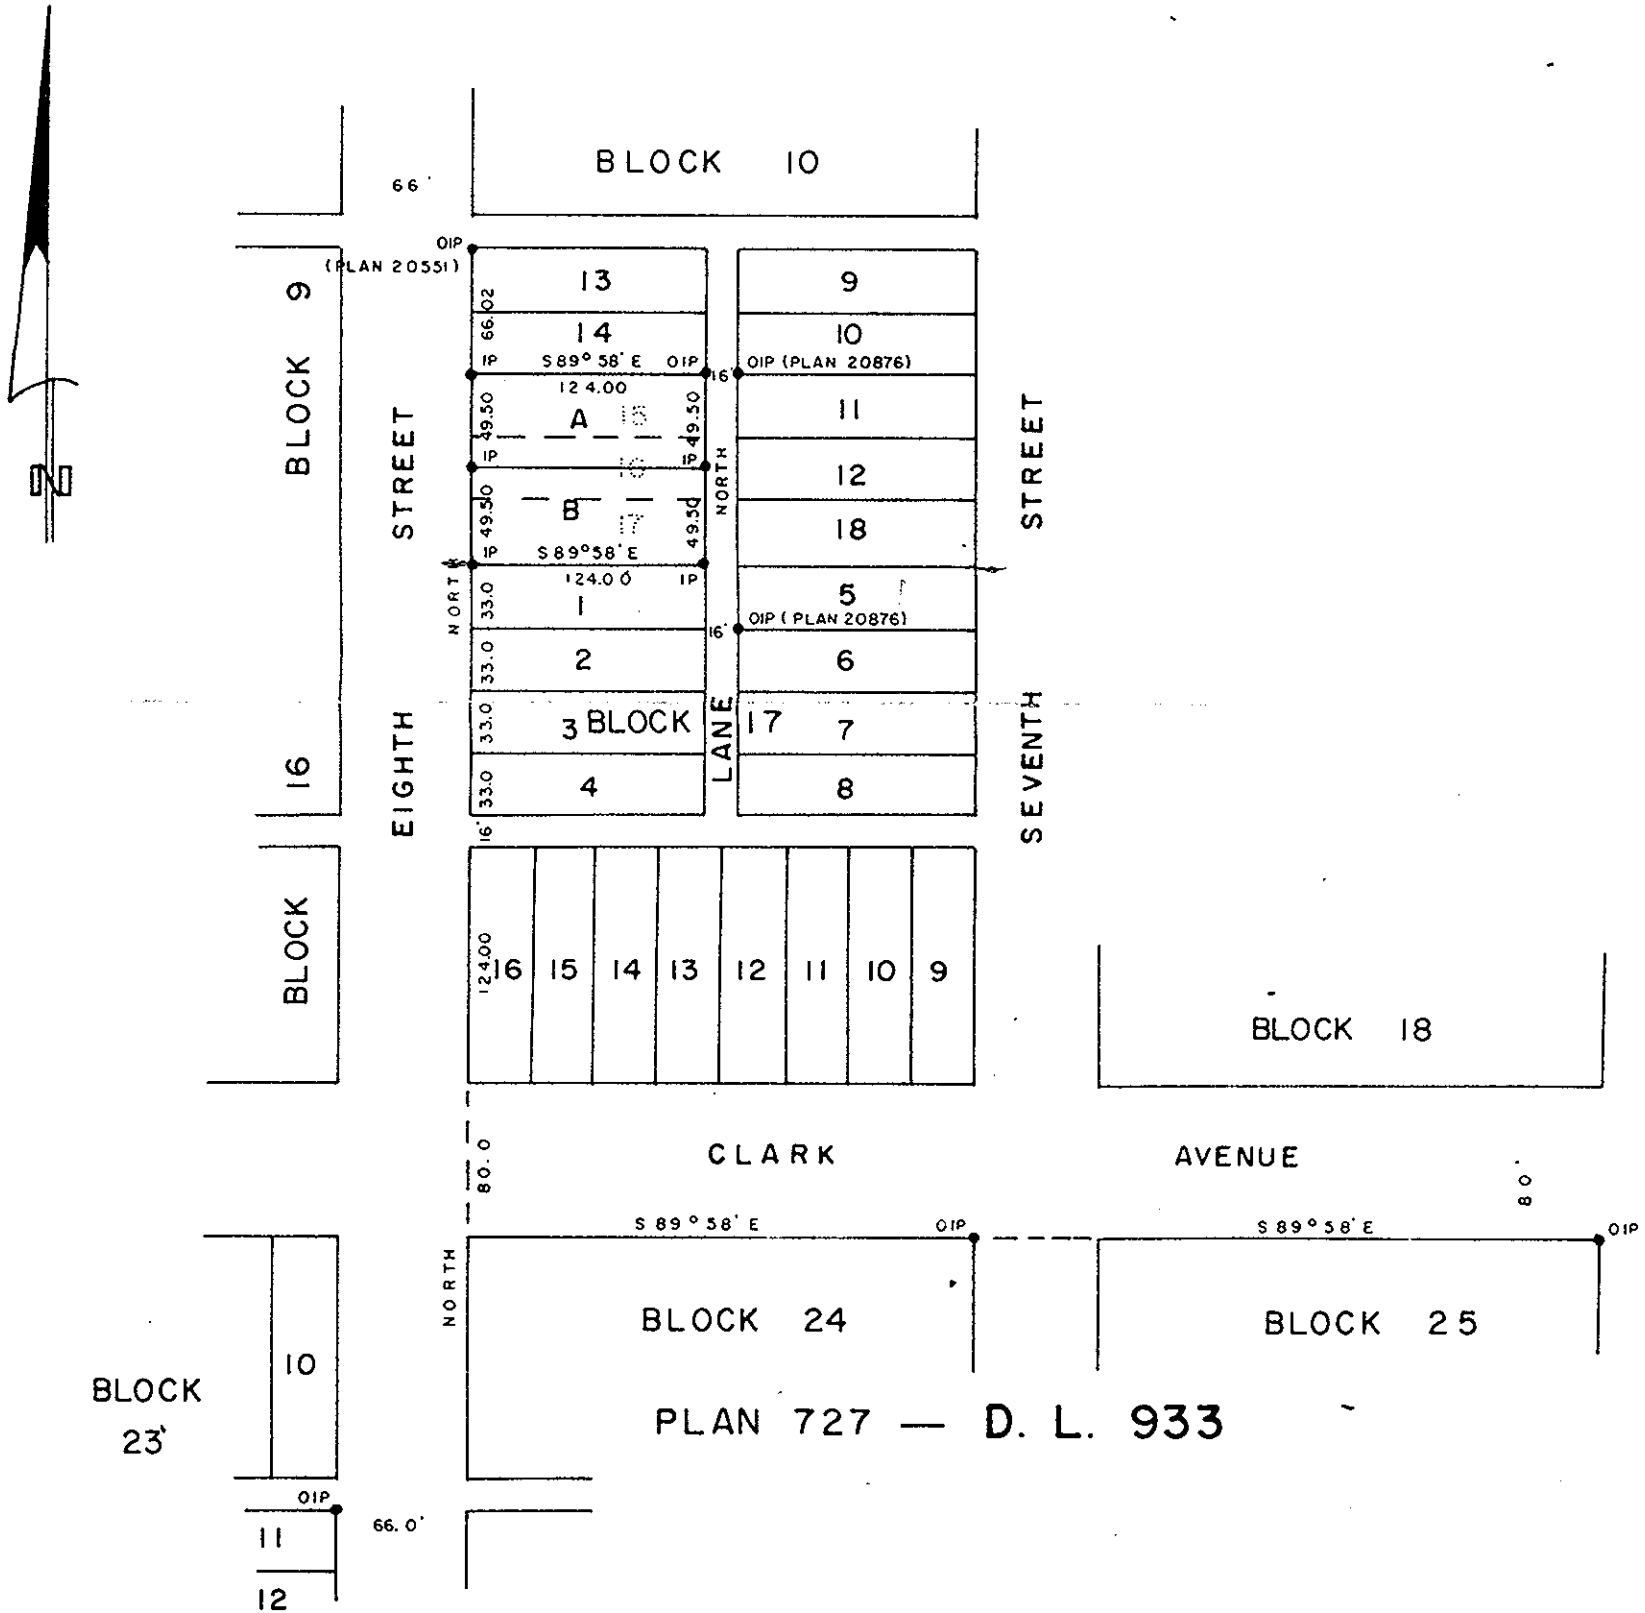 BLOCK 10
66'
OIP
(PLAN 20551)
13
9
BLOCK 9
66.02
14
10
IP
S 89° 58' E
OIP
16'
OIP (PLAN 20876)
124.00
49.50
A
15
49.50
11
STREET
STREET
IP
16
IP
NORTH
12
N
49.50
B
17
49.50
18
IP
S 89° 58' E
124.00
IP
NORTH
33.0
1
5
16'
OIP (PLAN 20876)
33.0
2
6
33.0
3
BLOCK 17
7
LANE
EIGHTH
SEVENTH
16
33.0
4
8
16'
BLOCK
124.00
16
15
14
13
12
11
10
9
BLOCK 18
80.0
CLARK AVENUE
80
S 89° 58' E
OIP
S 89° 58' E
OIP
NORTH
BLOCK 24
BLOCK 25
10
BLOCK
23
PLAN 727 — D. L. 933
OIP
66.0'
11
12